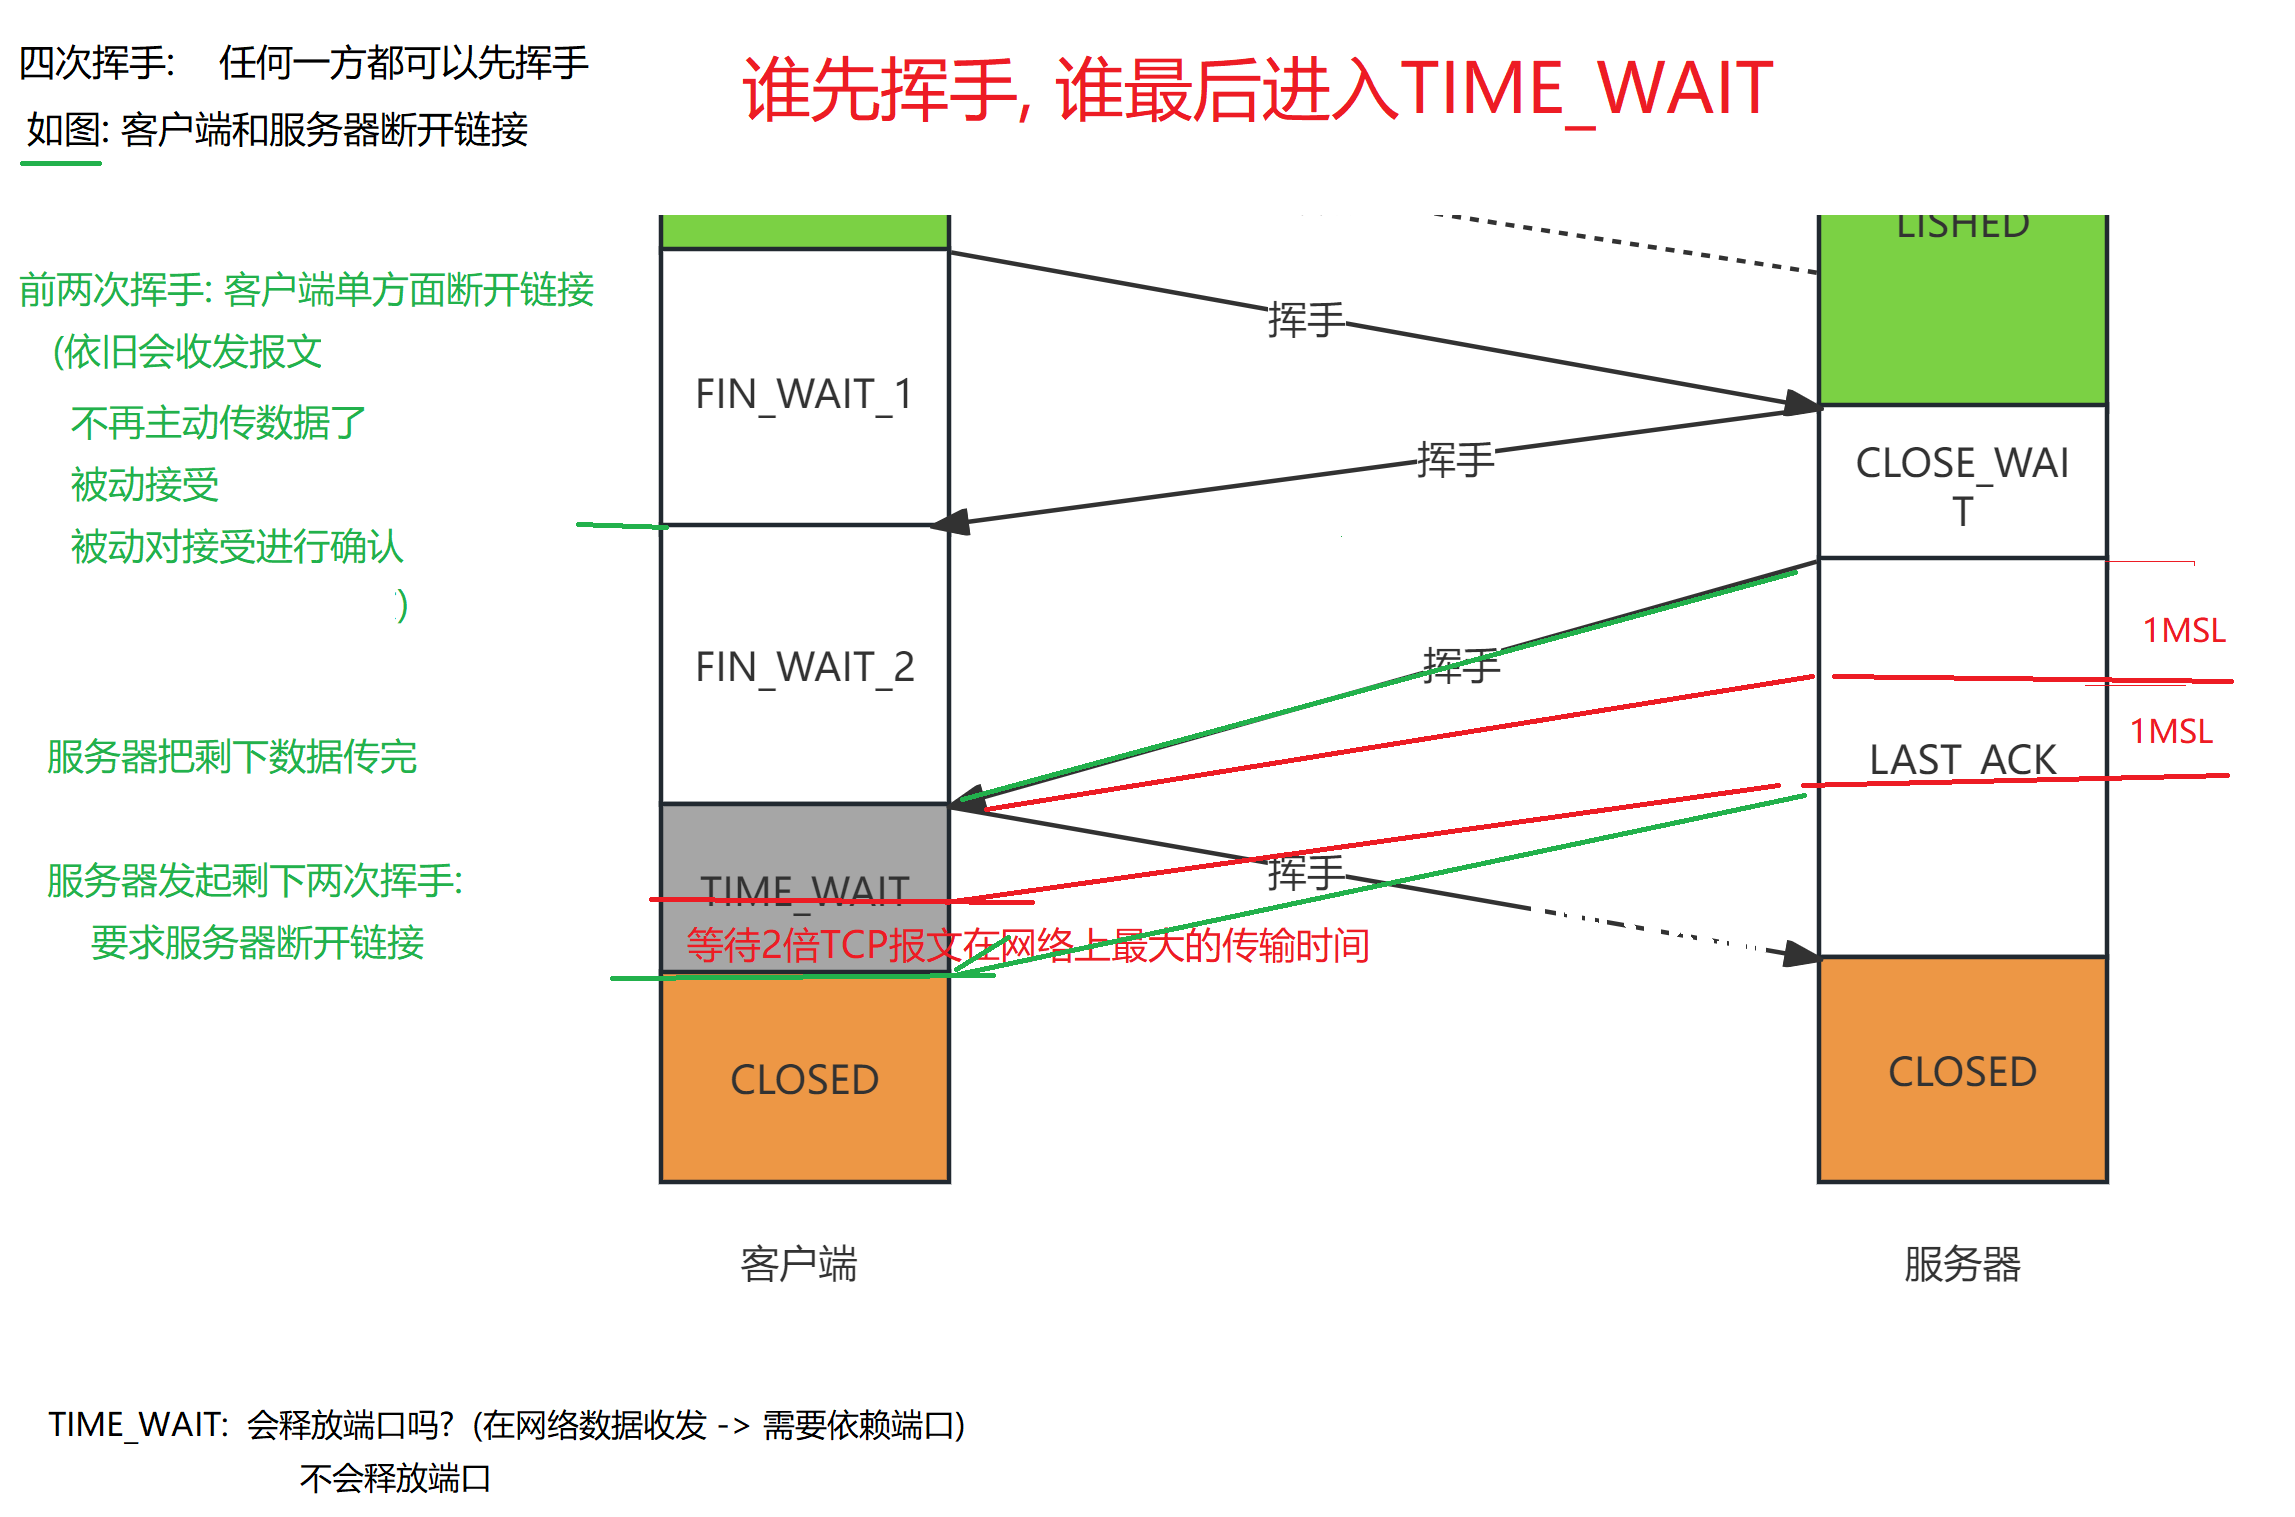 四次挥手: 任何一方都可以先挥手
谁先挥手, 谁最后进入TIME_WAIT
如图: 客户端和服务器断开链接
LISHED
前两次挥手: 客户端单方面断开链接
(依旧会收发报文
不再主动传数据了
被动接受
被动对接受进行确认
)
挥手
FIN_WAIT_1
挥手
CLOSE_WAI
T
1MSL
FIN_WAIT_2
挥手
1MSL
服务器把剩下数据传完
LAST_ACK
服务器发起剩下两次挥手:
要求服务器断开链接
挥手
TIME_WAIT
等待2倍TCP报文在网络上最大的传输时间
CLOSED
CLOSED
客户端
服务器
TIME_WAIT: 会释放端口吗? (在网络数据收发 -> 需要依赖端口)
不会释放端口